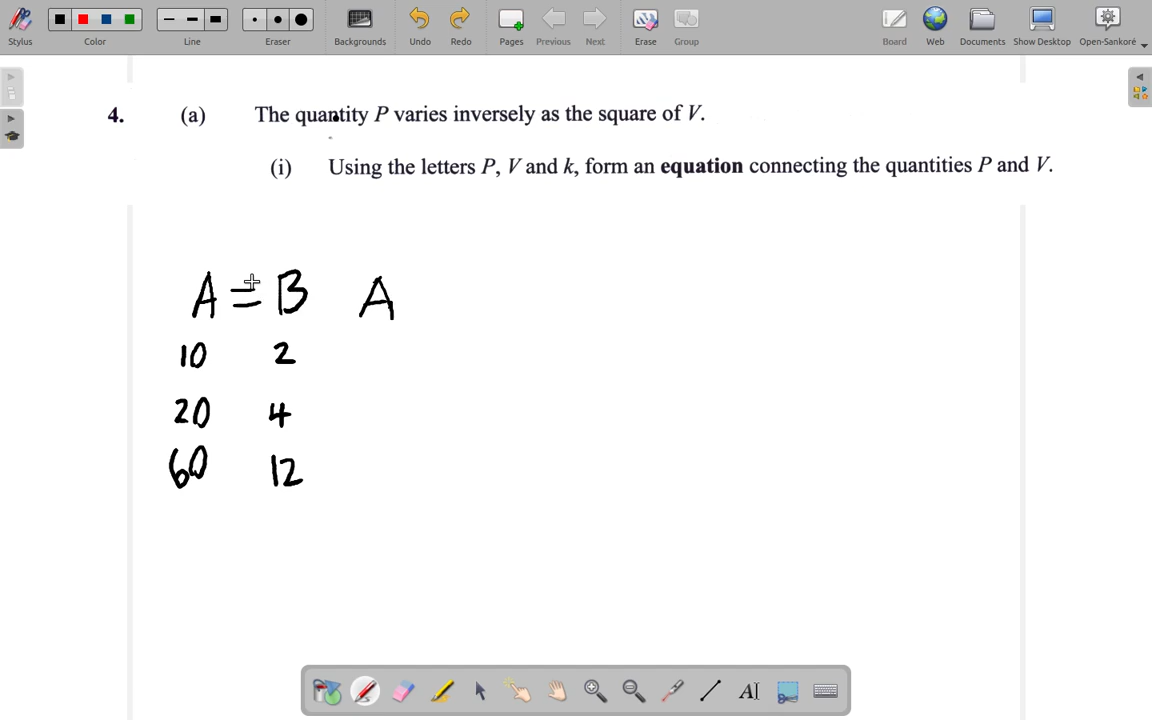 Stylus Color Line Eraser Backgrounds Undo Redo Pages Previous Next Erase Group Board Web Documents Show Desktop Open-Sankoré
4. (a) The quantity P varies inversely as the square of V.
(i) Using the letters P, V and k, form an equation connecting the quantities P and V.
A = B A
10 2
20 4
60 12